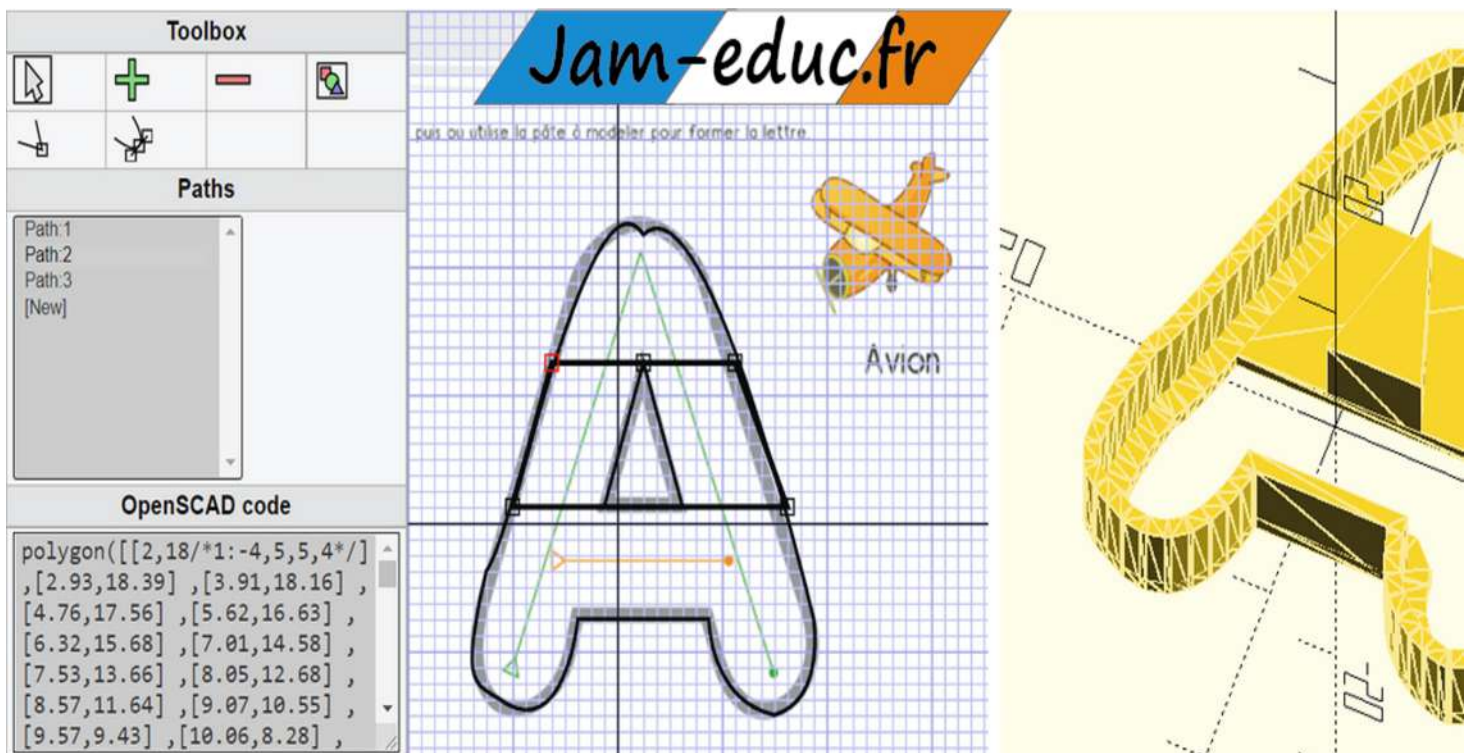 Toolbox
Paths
Path:1
Path:2
Path:3
[New]
OpenSCAD code
polygon([[2,18/*1:-4,5,5,4*/]
,[2.93,18.39] ,[3.91,18.16] ,
[4.76,17.56] ,[5.62,16.63] ,
[6.32,15.68] ,[7.01,14.58] ,
[7.53,13.66] ,[8.05,12.68] ,
[8.57,11.64] ,[9.07,10.55] ,
[9.57,9.43] ,[10.06,8.28] ,
Jam-educ.fr
puis ou utilise la pâte à modeler pour former la lettre
Avion
-20